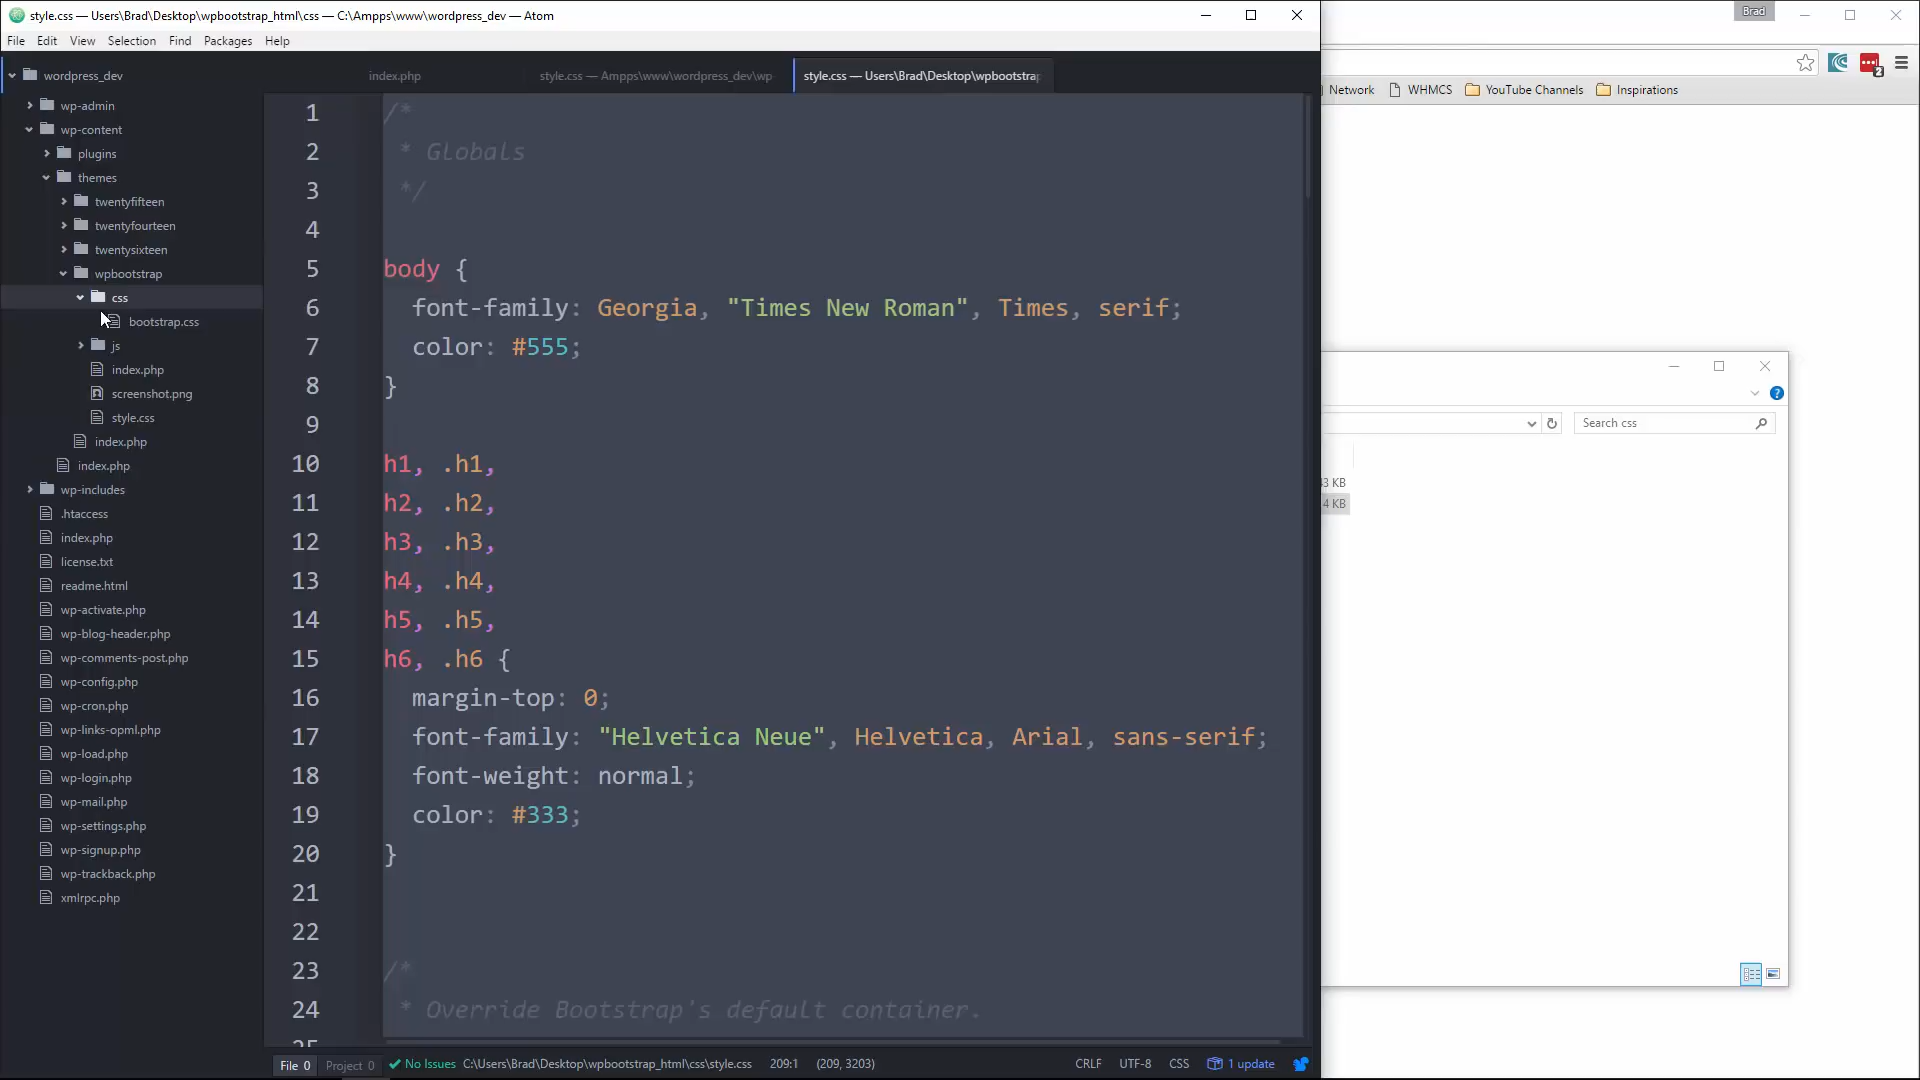 style.css — Users\Brad\Desktop\wpbootstrap_html\css — C:\Ampps\www\wordpress_dev — Atom
Brad
File Edit View Selection Find Packages Help
wordpress_dev
index.php
style.css — Ampps\www\wordpress_dev\wp-
style.css — Users\Brad\Desktop\wpbootstra
Network
WHMCS
YouTube Channels
Inspirations
2
wp-admin
wp-content
plugins
themes
twentyfifteen
twentyfourteen
twentysixteen
wpbootstrap
css
bootstrap.css
js
index.php
screenshot.png
style.css
index.php
index.php
wp-includes
.htaccess
index.php
license.txt
readme.html
wp-activate.php
wp-blog-header.php
wp-comments-post.php
wp-config.php
wp-cron.php
wp-links-opml.php
wp-load.php
wp-login.php
wp-mail.php
wp-settings.php
wp-signup.php
wp-trackback.php
xmlrpc.php
1 /*
2 * Globals
3 */
4
5 body {
6 font-family: Georgia, "Times New Roman", Times, serif;
7 color: #555;
8 }
9
10 h1, .h1,
11 h2, .h2,
12 h3, .h3,
13 h4, .h4,
14 h5, .h5,
15 h6, .h6 {
16 margin-top: 0;
17 font-family: "Helvetica Neue", Helvetica, Arial, sans-serif;
18 font-weight: normal;
19 color: #333;
20 }
21
22
23 /*
24 * Override Bootstrap's default container.
Search css
3 KB
4 KB
File 0 Project 0 No Issues C:\Users\Brad\Desktop\wpbootstrap_html\css\style.css 209:1 (209, 3203) CRLF UTF-8 CSS 1 update